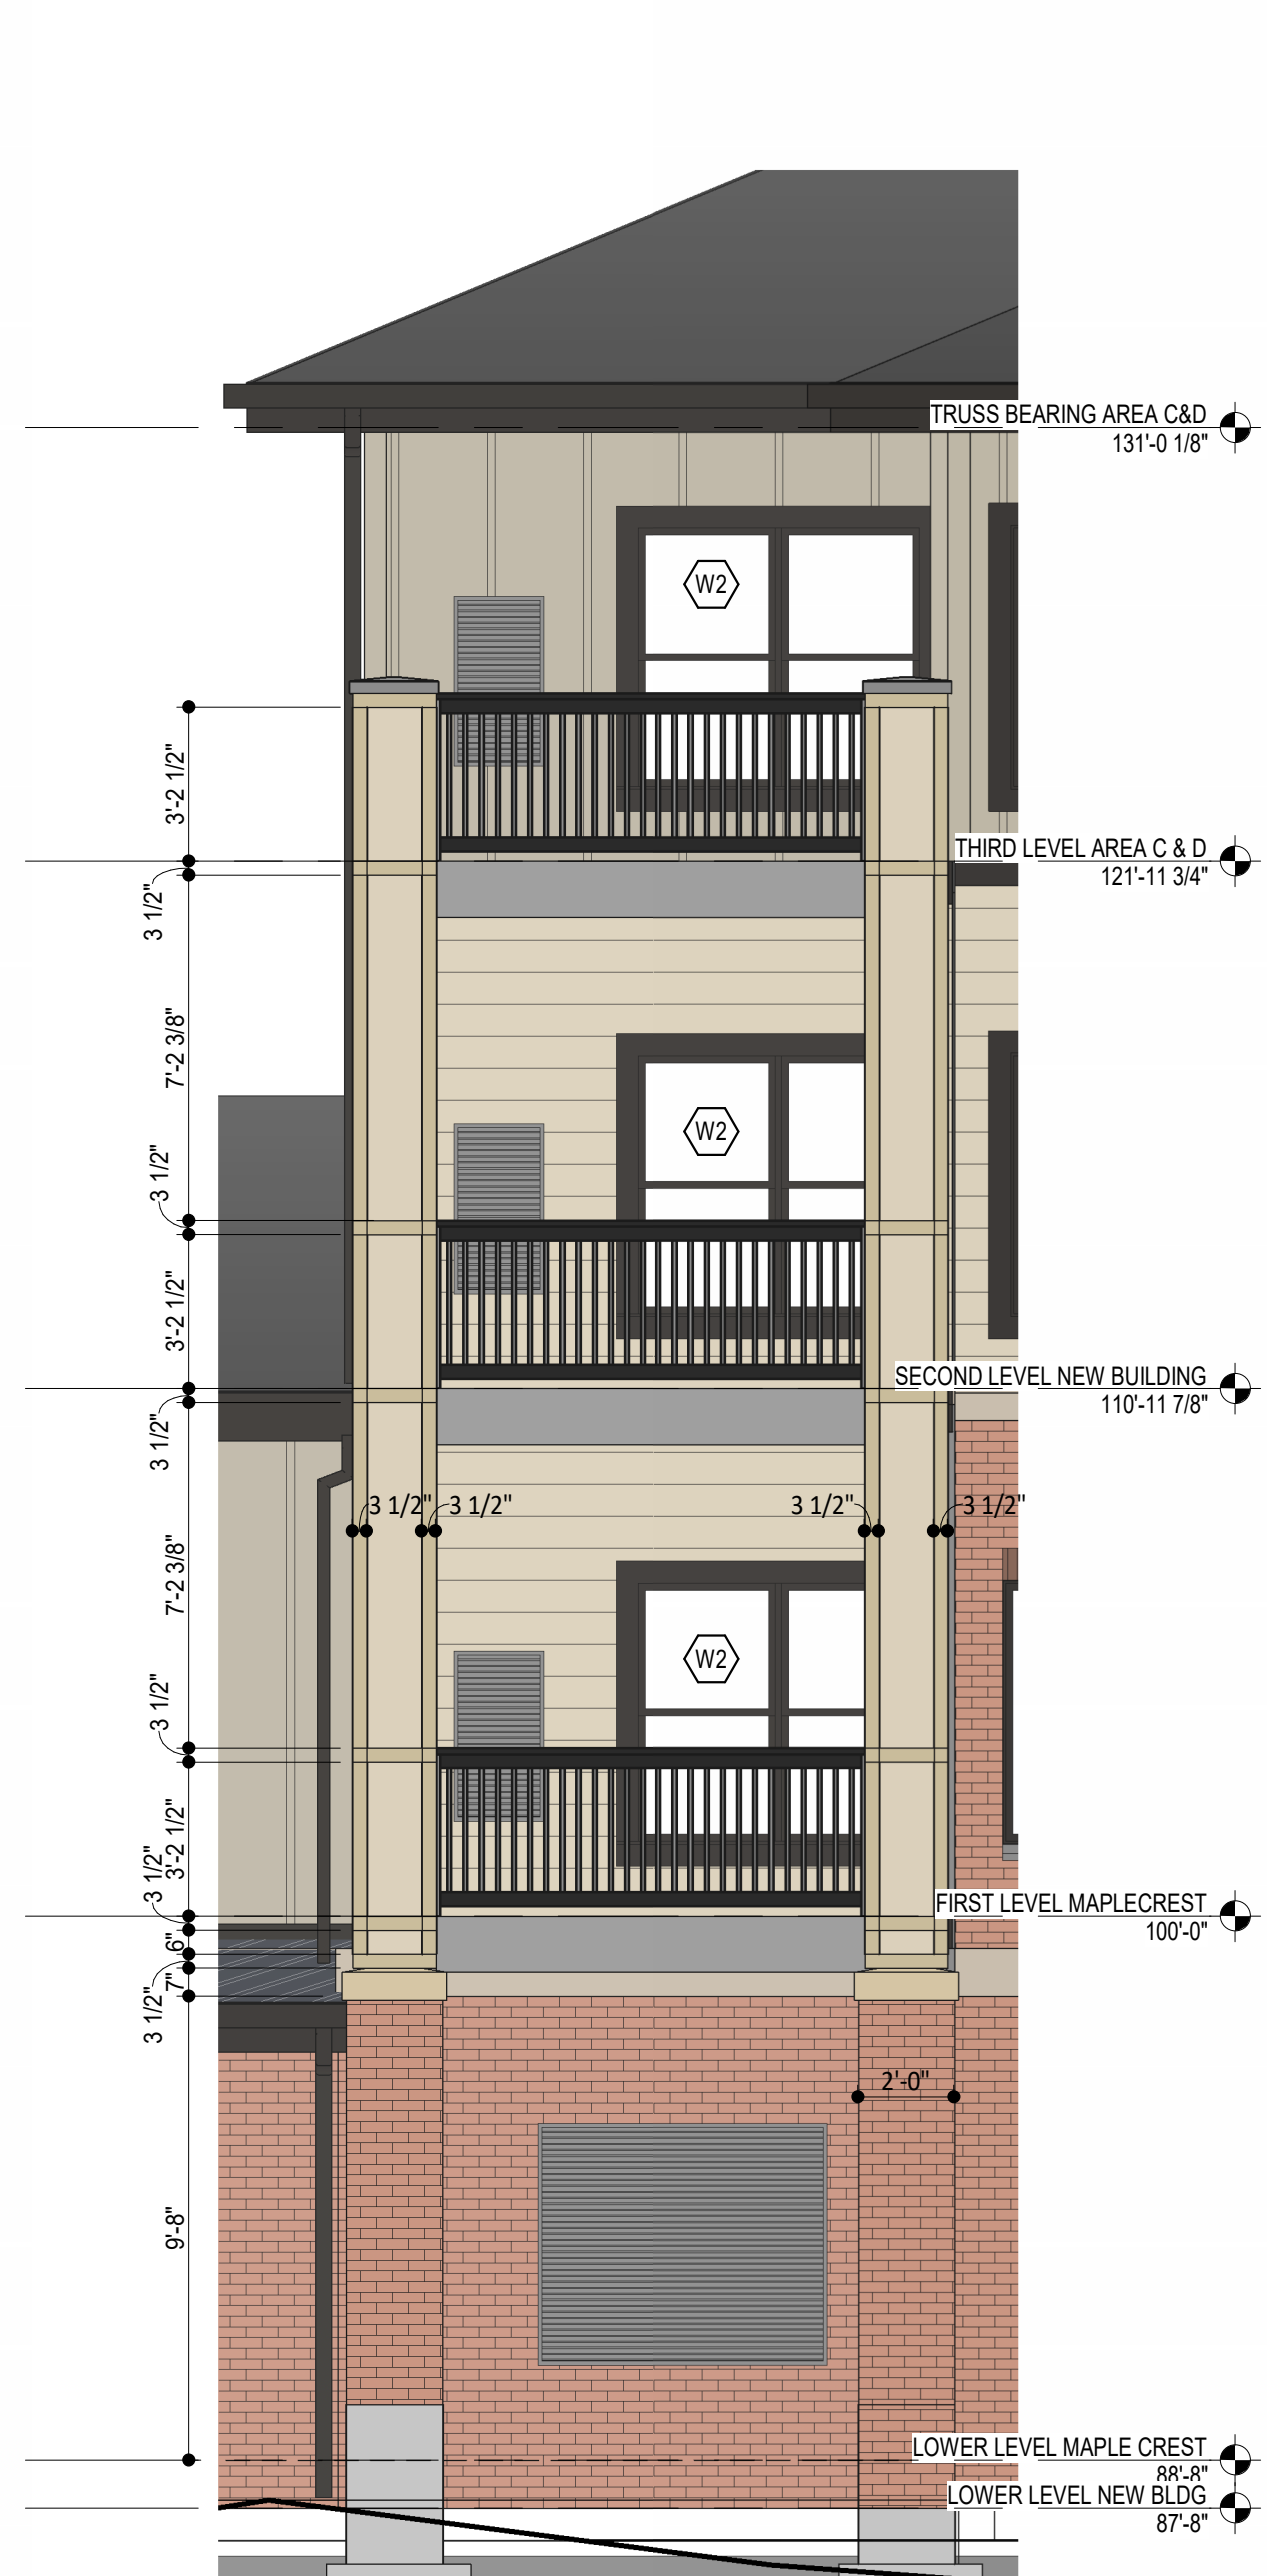 TRUSS BEARING AREA C&D
131'-0 1/8"
W2
3'-2 1/2"
THIRD LEVEL AREA C & D
121'-11 3/4"
3 1/2"
7'-2 3/8"
W2
3 1/2"
3'-2 1/2"
SECOND LEVEL NEW BUILDING
110'-11 7/8"
3 1/2"
3 1/2" 3 1/2" 3 1/2" 3 1/2"
7'-2 3/8"
W2
3 1/2"
3'-2 1/2"
3 1/2"
FIRST LEVEL MAPLECREST
100'-0"
6"
7"
3 1/2"
2'-0"
9'-8"
LOWER LEVEL MAPLE CREST
88'-8"
LOWER LEVEL NEW BLDG
87'-8"